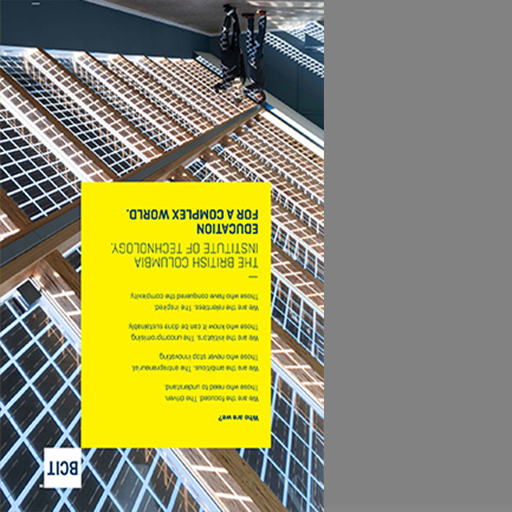 BCIT
Who are we?
We are the focused. The driven.
Those who need to understand.
We are the ambitious. The entrepreneurial.
Those who never stop innovating
We are the initiators. The uncompromising
Those who know it can be done sustainably
We are relentless. The inspired.
Those who have conquered the complexity
THE BRITISH COLUMBIA
INSTITUTE OF TECHNOLOGY.
EDUCATION
FOR A COMPLEX WORLD.